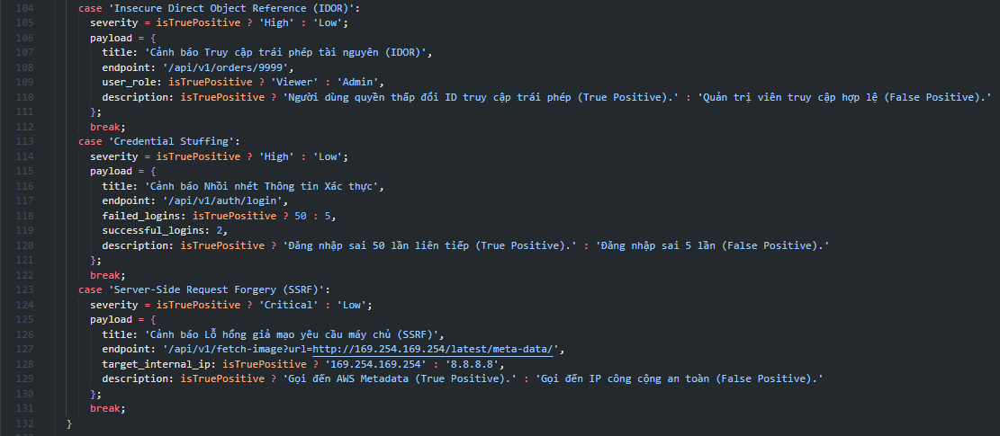 104 case 'Insecure Direct Object Reference (IDOR)':
105 severity = isTruePositive ? 'High' : 'Low';
106 payload = {
107 title: 'Cảnh báo Truy cập trái phép tài nguyên (IDOR)',
108 endpoint: '/api/v1/orders/9999',
109 user_role: isTruePositive ? 'Viewer' : 'Admin',
110 description: isTruePositive ? 'Người dùng quyền thấp đổi ID truy cập trái phép (True Positive).' : 'Quản trị viên truy cập hợp lệ (False Positive).'
111 };
112 break;
113 case 'Credential Stuffing':
114 severity = isTruePositive ? 'High' : 'Low';
115 payload = {
116 title: 'Cảnh báo Nhồi nhét Thông tin Xác thực',
117 endpoint: '/api/v1/auth/login',
118 failed_logins: isTruePositive ? 50 : 5,
119 successful_logins: 2,
120 description: isTruePositive ? 'Đăng nhập sai 50 lần liên tiếp (True Positive).' : 'Đăng nhập sai 5 lần (False Positive).'
121 };
122 break;
123 case 'Server-Side Request Forgery (SSRF)':
124 severity = isTruePositive ? 'Critical' : 'Low';
125 payload = {
126 title: 'Cảnh báo Lỗ hổng giả mạo yêu cầu máy chủ (SSRF)',
127 endpoint: '/api/v1/fetch-image?url=http://169.254.169.254/latest/meta-data/',
128 target_internal_ip: isTruePositive ? '169.254.169.254' : '8.8.8.8',
129 description: isTruePositive ? 'Gọi đến AWS Metadata (True Positive).' : 'Gọi đến IP công cộng an toàn (False Positive).'
130 };
131 break;
132 }